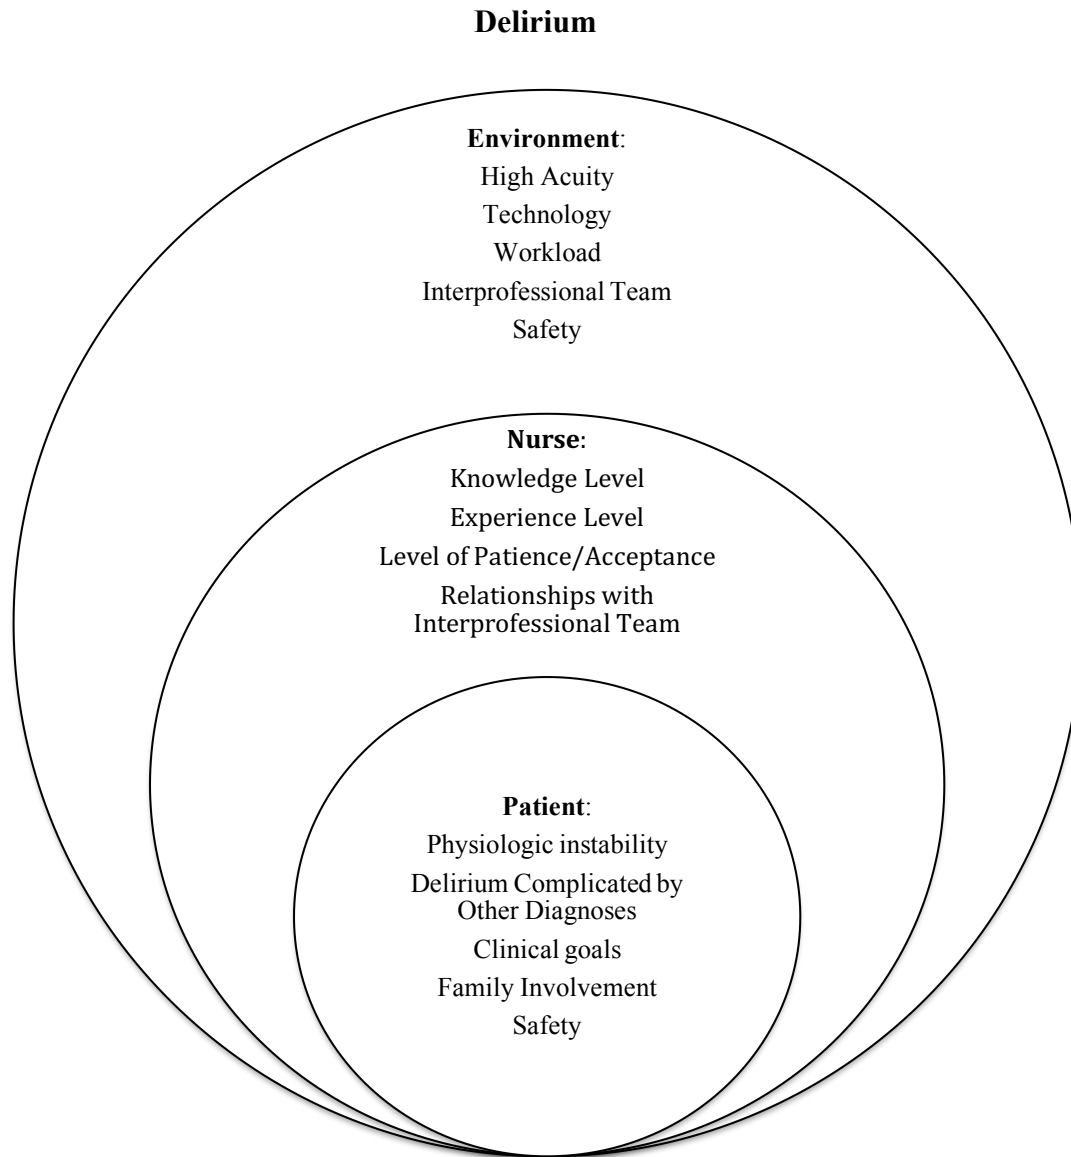 Delirium
Environment:
High Acuity
Technology
Workload
Interprofessional Team
Safety
Nurse:
Knowledge Level
Experience Level
Level of Patience/Acceptance
Relationships with
Interprofessional Team
Patient:
Physiologic instability
Delirium Complicated by
Other Diagnoses
Clinical goals
Family Involvement
Safety